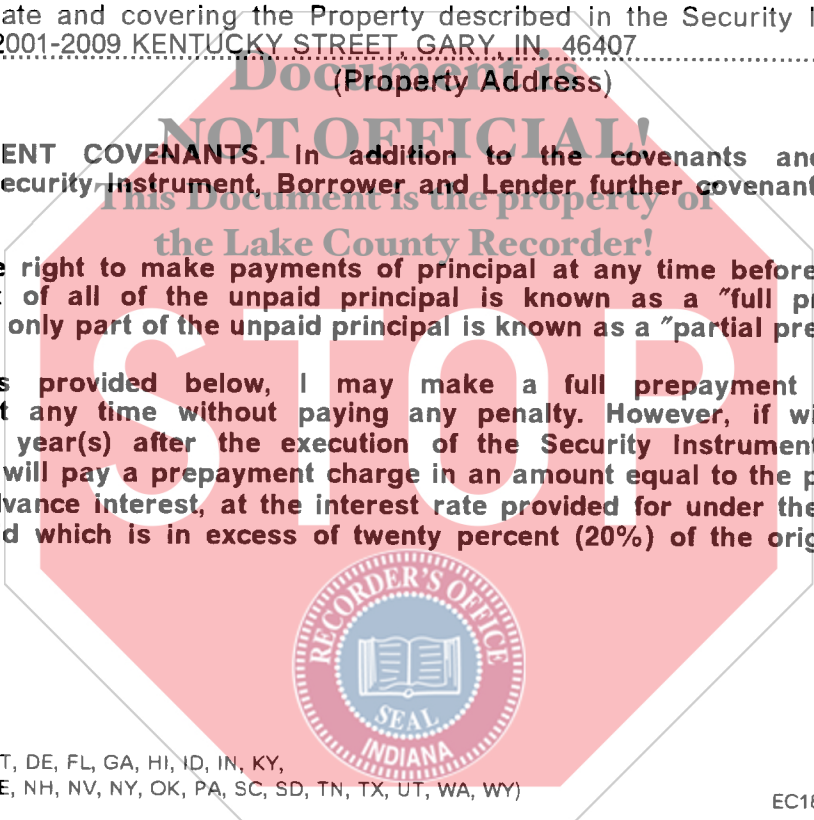 ate and covering the Property described in the Security I
2001-2009 KENTUCKY STREET, GARY, IN 46407
Document is
(Property Address)
NOT OFFICIAL!
ENT COVENANTS. In addition to the covenants an
ecurity Instrument, Borrower and Lender further covenant
This Document is the property of
the Lake County Recorder!
e right to make payments of principal at any time before
t of all of the unpaid principal is known as a "full pr
only part of the unpaid principal is known as a "partial pre
STOP
s provided below, I may make a full prepayment
t any time without paying any penalty. However, if wi
year(s) after the execution of the Security Instrument
will pay a prepayment charge in an amount equal to the p
vance interest, at the interest rate provided for under the
d which is in excess of twenty percent (20%) of the orig
RECORDER'S OFFICE
SEAL
INDIANA
T, DE, FL, GA, HI, ID, IN, KY,
E, NH, NV, NY, OK, PA, SC, SD, TN, TX, UT, WA, WY)
EC18